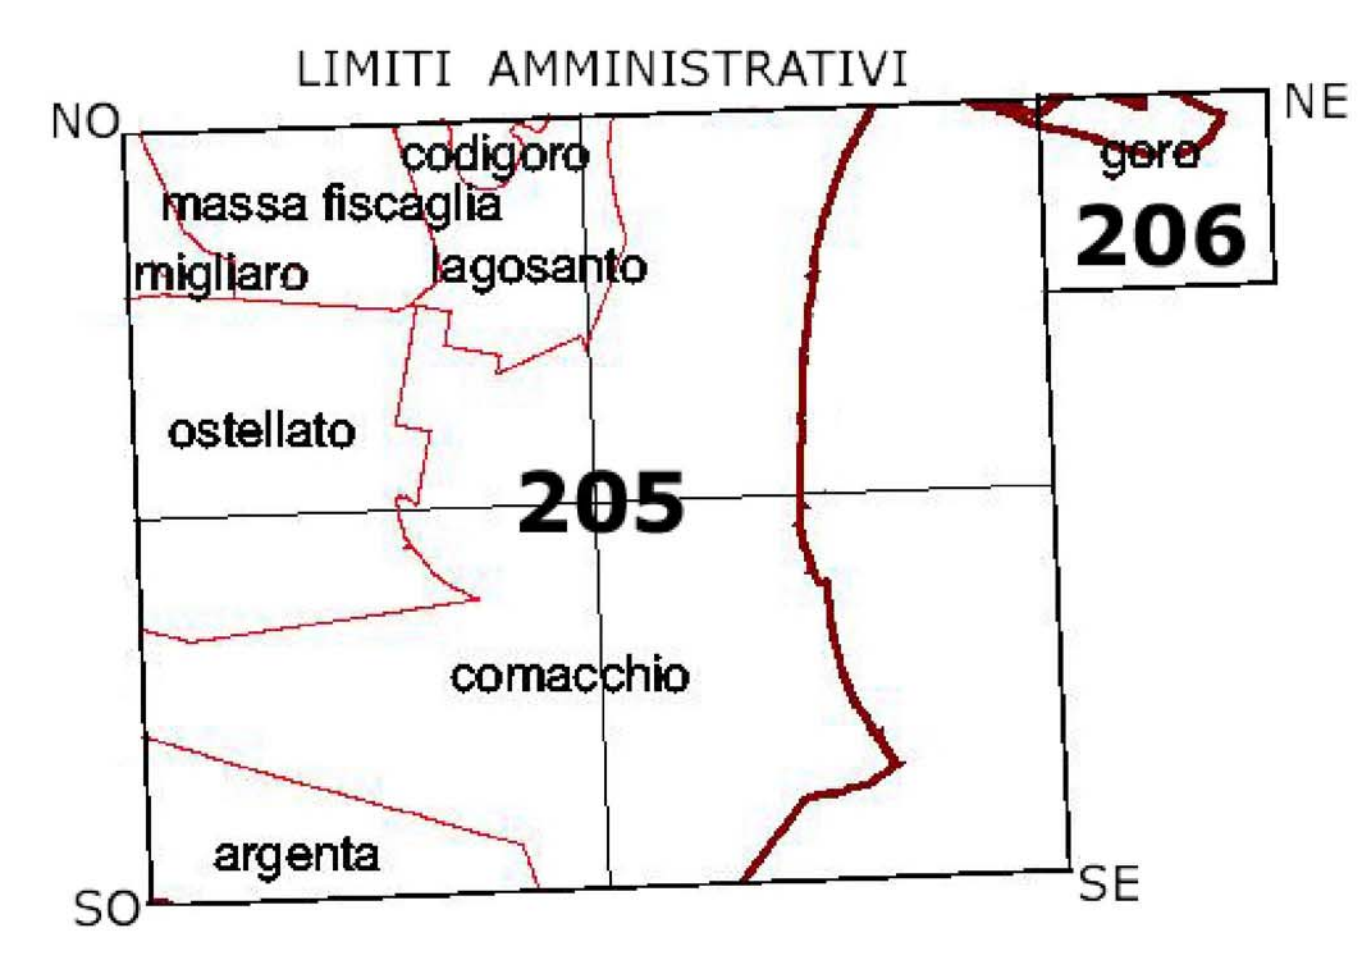 LIMITI AMMINISTRATIVI
NO
NE
codigoro
goro
massa fiscaglia
206
migliaro
lagosanto
ostellato
205
comacchio
argenta
SO
SE